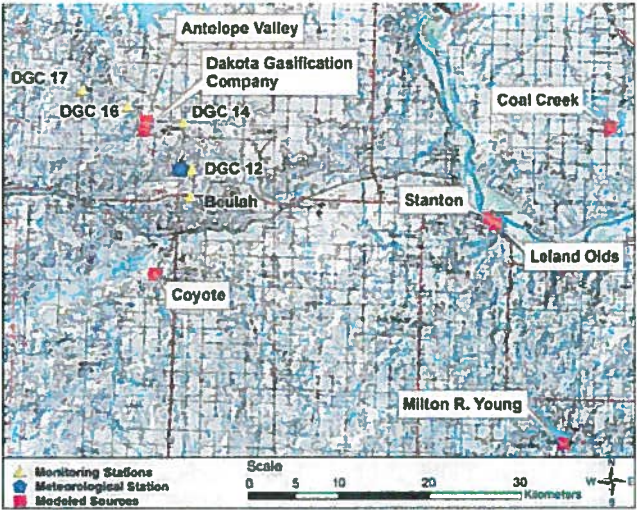 Antelope Valley
Dakota Gasification
Company
DGC 17
DGC 16
DGC 14
Coal Creek
DGC 12
Beulah
Stanton
Leland Olds
Coyote
Milton R. Young
Monitoring Stations
Meteorological Station
Modeled Sources
Scale
0 5 10 20 30
Kilometers
N
W E
S